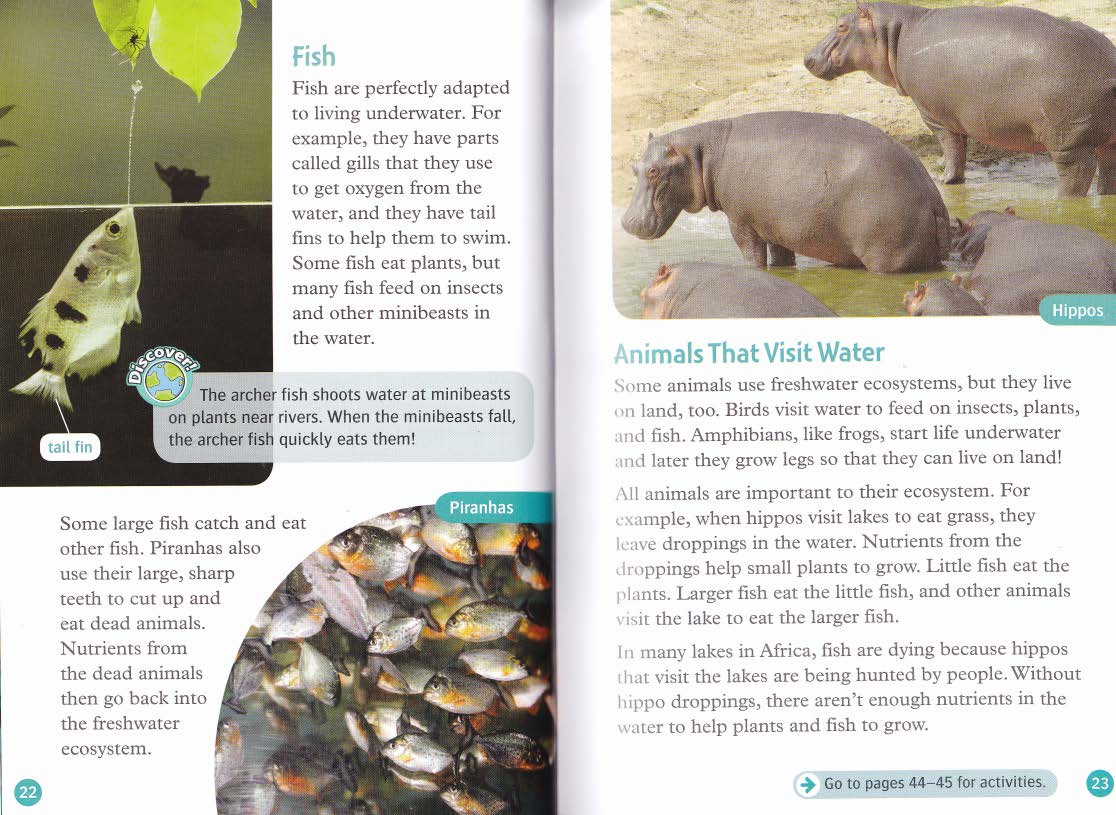 Fish
Fish are perfectly adapted
to living underwater. For
example, they have parts
called gills that they use
to get oxygen from the
water, and they have tail
fins to help them to swim.
Some fish eat plants, but
many fish feed on insects
and other minibeasts in
the water.
Discover!
The archer fish shoots water at minibeasts
on plants near rivers. When the minibeasts fall,
the archer fish quickly eats them!
tail fin
Piranhas
Some large fish catch and eat
other fish. Piranhas also
use their large, sharp
teeth to cut up and
eat dead animals.
Nutrients from
the dead animals
then go back into
the freshwater
ecosystem.
22
Hippos
Animals That Visit Water
Some animals use freshwater ecosystems, but they live
on land, too. Birds visit water to feed on insects, plants,
and fish. Amphibians, like frogs, start life underwater
and later they grow legs so that they can live on land!
All animals are important to their ecosystem. For
example, when hippos visit lakes to eat grass, they
leave droppings in the water. Nutrients from the
droppings help small plants to grow. Little fish eat the
plants. Larger fish eat the little fish, and other animals
visit the lake to eat the larger fish.
In many lakes in Africa, fish are dying because hippos
that visit the lakes are being hunted by people. Without
hippo droppings, there aren't enough nutrients in the
water to help plants and fish to grow.
Go to pages 44–45 for activities.
23